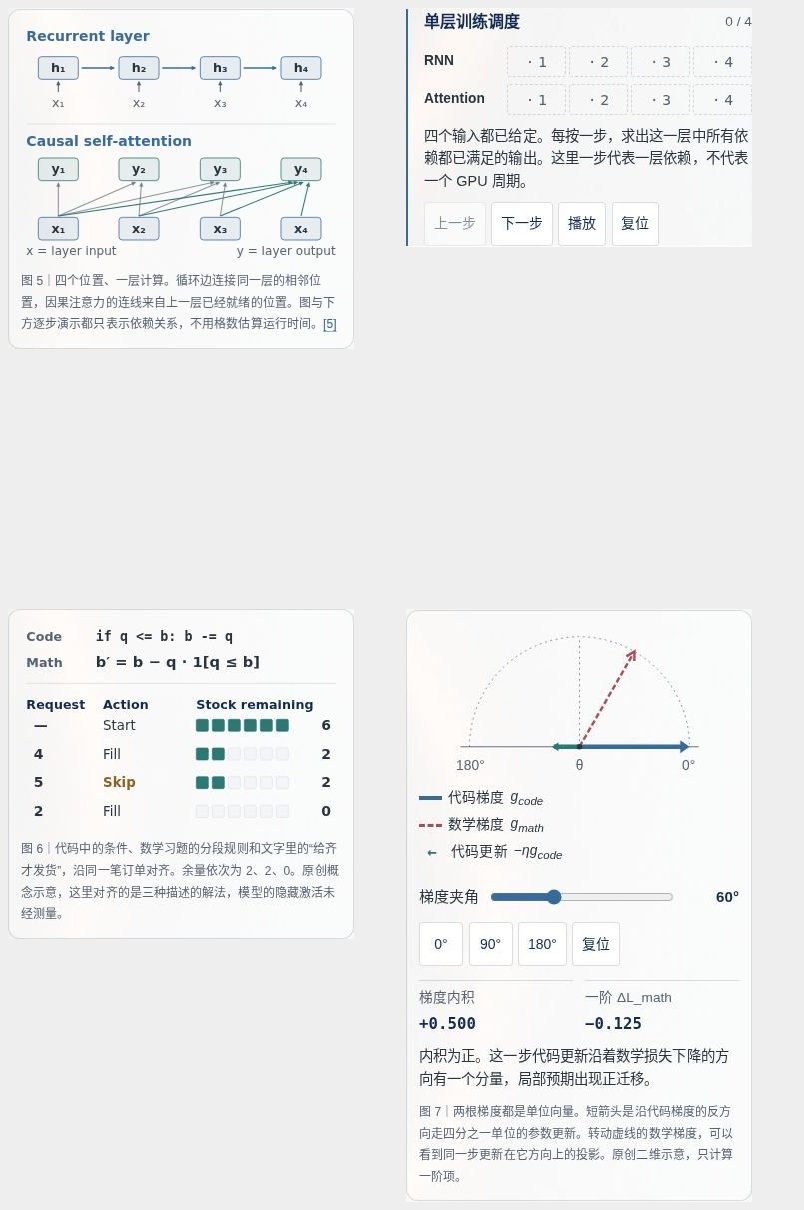 Recurrent layer
h₁ h₂ h₃ h₄
x₁ x₂ x₃ x₄
Causal self-attention
y₁ y₂ y₃ y₄
x₁ x₂ x₃ x₄
x = layer input y = layer output
图 5｜四个位置、一层计算。循环边连接同一层的相邻位
置，因果注意力的连线来自上一层已经就绪的位置。图与下
方逐步演示都只表示依赖关系，不用格数估算运行时间。[5]
单层训练调度 0 / 4
RNN · 1 · 2 · 3 · 4
Attention · 1 · 2 · 3 · 4
四个输入都已给定。每按一步，求出这一层中所有依
赖都已满足的输出。这里一步代表一层依赖，不代表
一个 GPU 周期。
上一步 下一步 播放 复位
Code if q <= b: b -= q
Math b′ = b − q · 1[q ≤ b]
Request Action Stock remaining
— Start 6
4 Fill 2
5 Skip 2
2 Fill 0
图 6｜代码中的条件、数学习题的分段规则和文字里的“给齐
才发货”，沿同一笔订单对齐。余量依次为 2、2、0。原创概
念示意，这里对齐的是三种描述的解法，模型的隐藏激活未
经测量。
180° θ 0°
代码梯度 g_code
数学梯度 g_math
← 代码更新 −ηg_code
梯度夹角 60°
0° 90° 180° 复位
梯度内积 一阶 ΔL_math
+0.500 −0.125
内积为正。这一步代码更新沿着数学损失下降的方
向有一个分量，局部预期出现正迁移。
图 7｜两根梯度都是单位向量。短箭头是沿代码梯度的反方
向走四分之一单位的参数更新。转动虚线的数学梯度，可以
看到同一步更新在它方向上的投影。原创二维示意，只计算
一阶项。